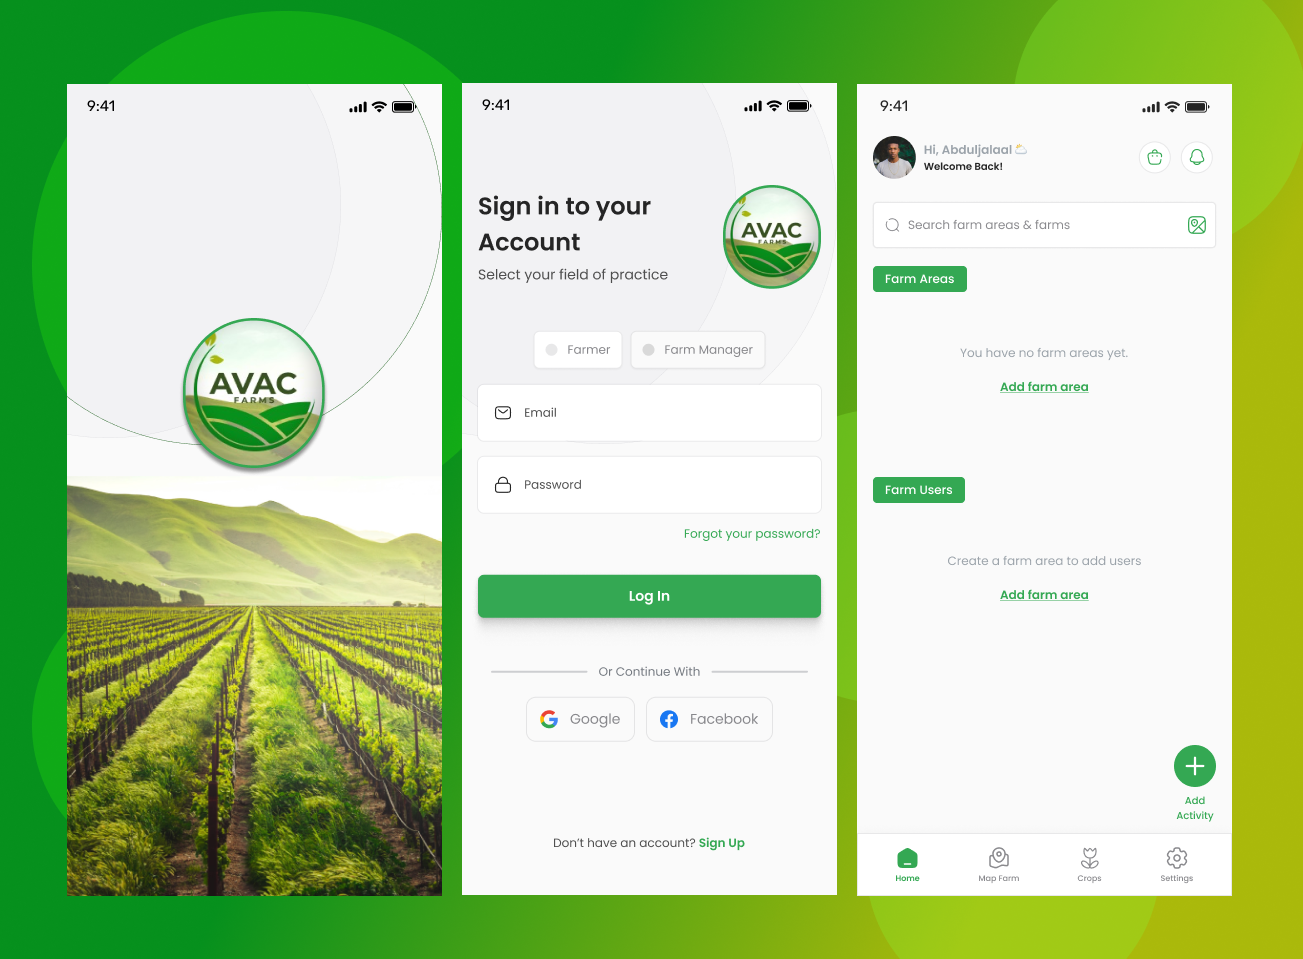 9:41
AVAC
FARMS
9:41
Sign in to your
Account
Select your field of practice
AVAC
FARMS
Farmer
Farm Manager
Email
Password
Forgot your password?
Log In
Or Continue With
Google
Facebook
Don't have an account? Sign Up
9:41
Hi, Abduljalaal
Welcome Back!
Search farm areas & farms
Farm Areas
You have no farm areas yet.
Add farm area
Farm Users
Create a farm area to add users
Add farm area
Add
Activity
Home
Map Farm
Crops
Settings